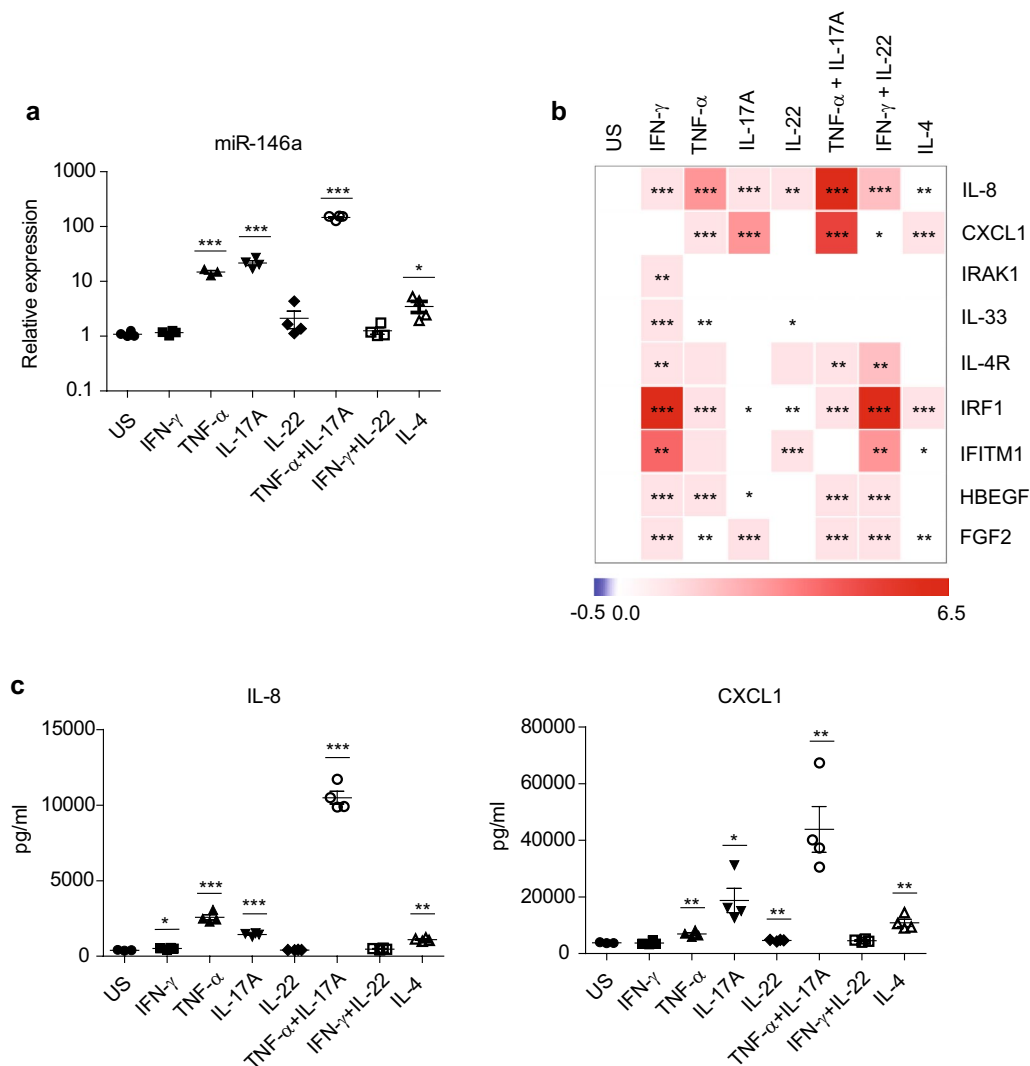 a
miR-146a
Relative expression
1000
100
10
1
0.1
***
***
***
*
US
IFN-γ
TNF-α
IL-17A
IL-22
TNF-α+IL-17A
IFN-γ+IL-22
IL-4
b
US
IFN-γ
TNF-α
IL-17A
IL-22
TNF-α + IL-17A
IFN-γ + IL-22
IL-4
*** *** *** ** *** *** ** IL-8
*** *** *** * *** CXCL1
** IRAK1
*** ** * IL-33
** ** ** IL-4R
*** *** * ** *** *** *** IRF1
** *** ** * IFITM1
*** *** * *** *** HBEGF
*** ** *** *** *** ** FGF2
-0.5 0.0 6.5
c
IL-8
pg/ml
15000
10000
5000
0
*
***
***
***
**
US
IFN-γ
TNF-α
IL-17A
IL-22
TNF-α+IL-17A
IFN-γ+IL-22
IL-4
CXCL1
pg/ml
80000
60000
40000
20000
0
**
*
**
**
**
US
IFN-γ
TNF-α
IL-17A
IL-22
TNF-α+IL-17A
IFN-γ+IL-22
IL-4